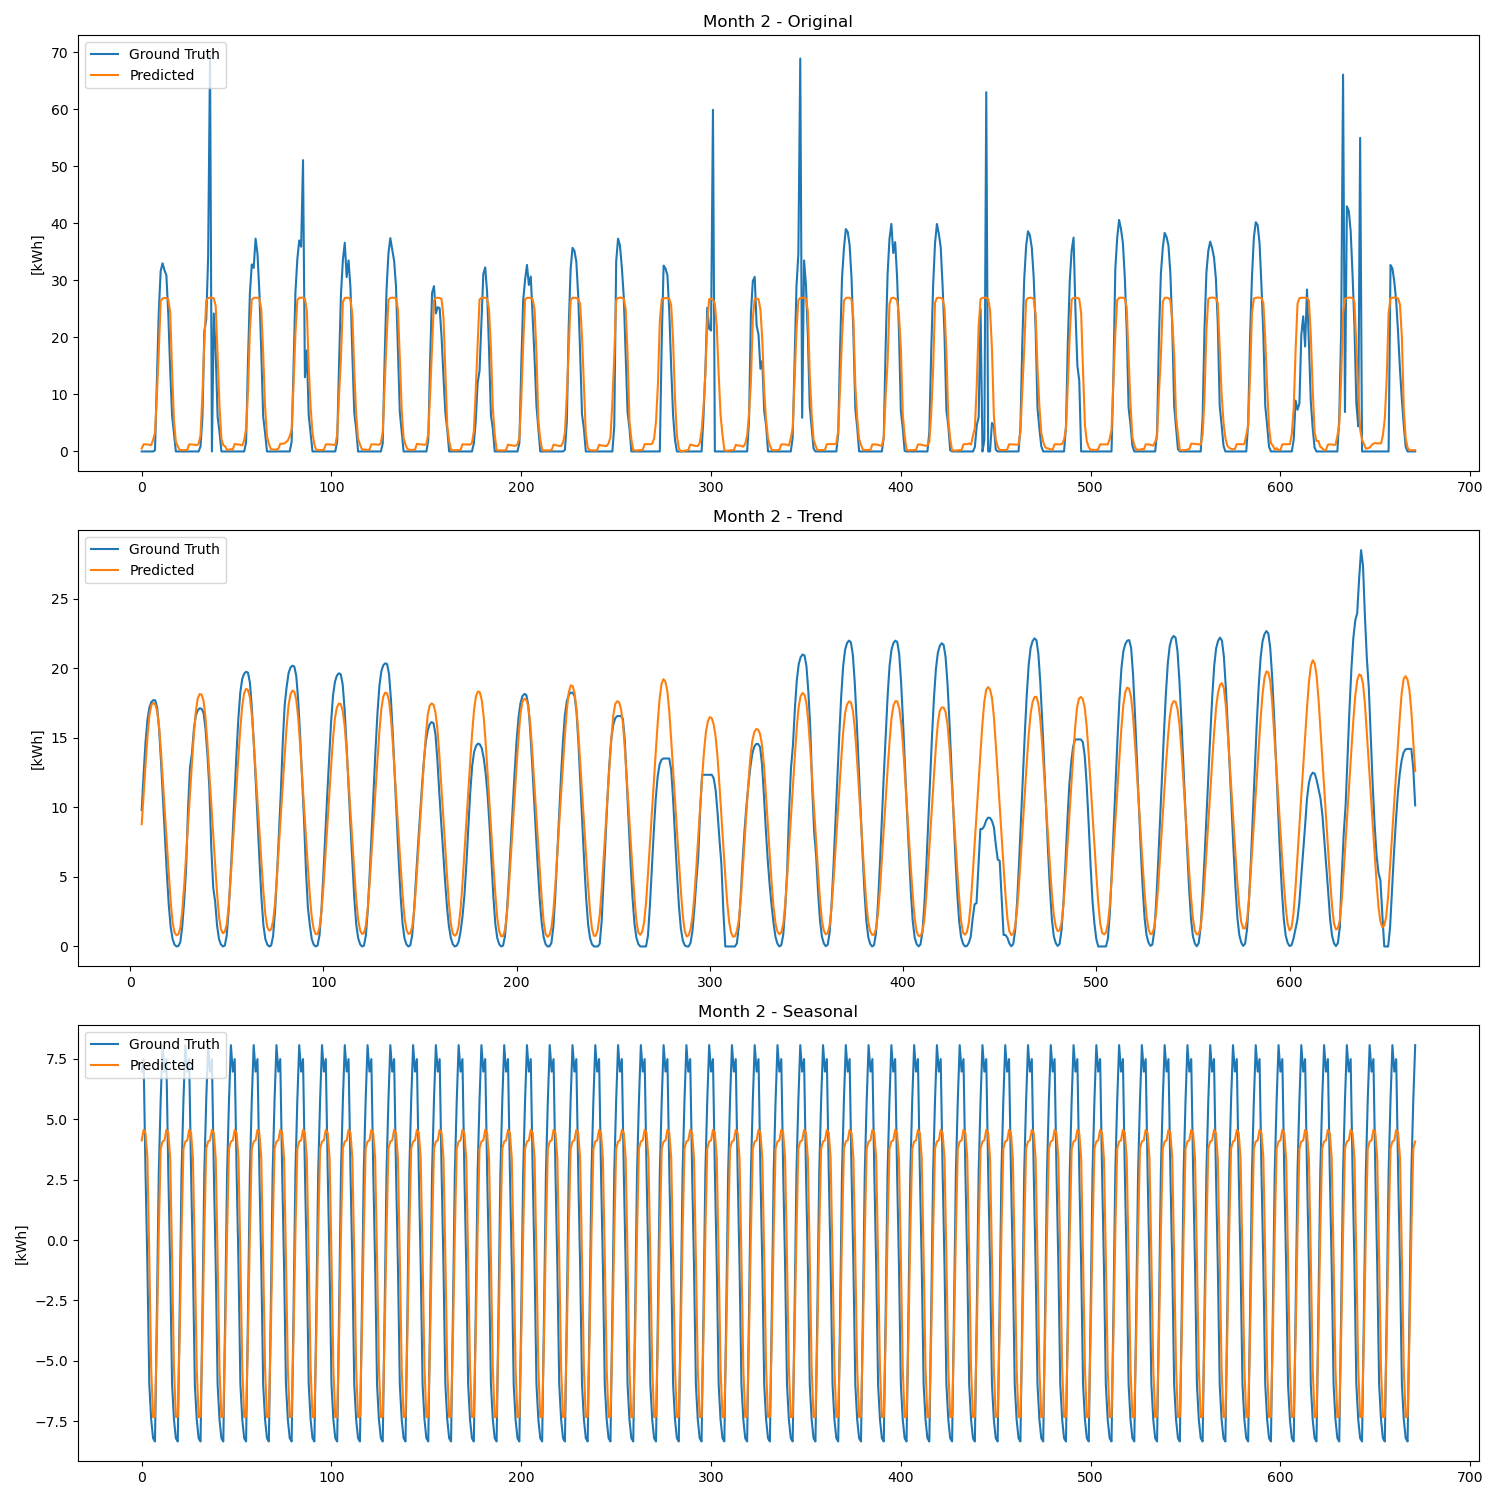 Month 2 - Original
Ground Truth
Predicted
70
60
50
40
30
20
10
0
[kWh]
0 100 200 300 400 500 600 700
Month 2 - Trend
Ground Truth
Predicted
25
20
15
10
5
0
[kWh]
0 100 200 300 400 500 600
Month 2 - Seasonal
Ground Truth
Predicted
7.5
5.0
2.5
0.0
−2.5
−5.0
−7.5
[kWh]
0 100 200 300 400 500 600 700